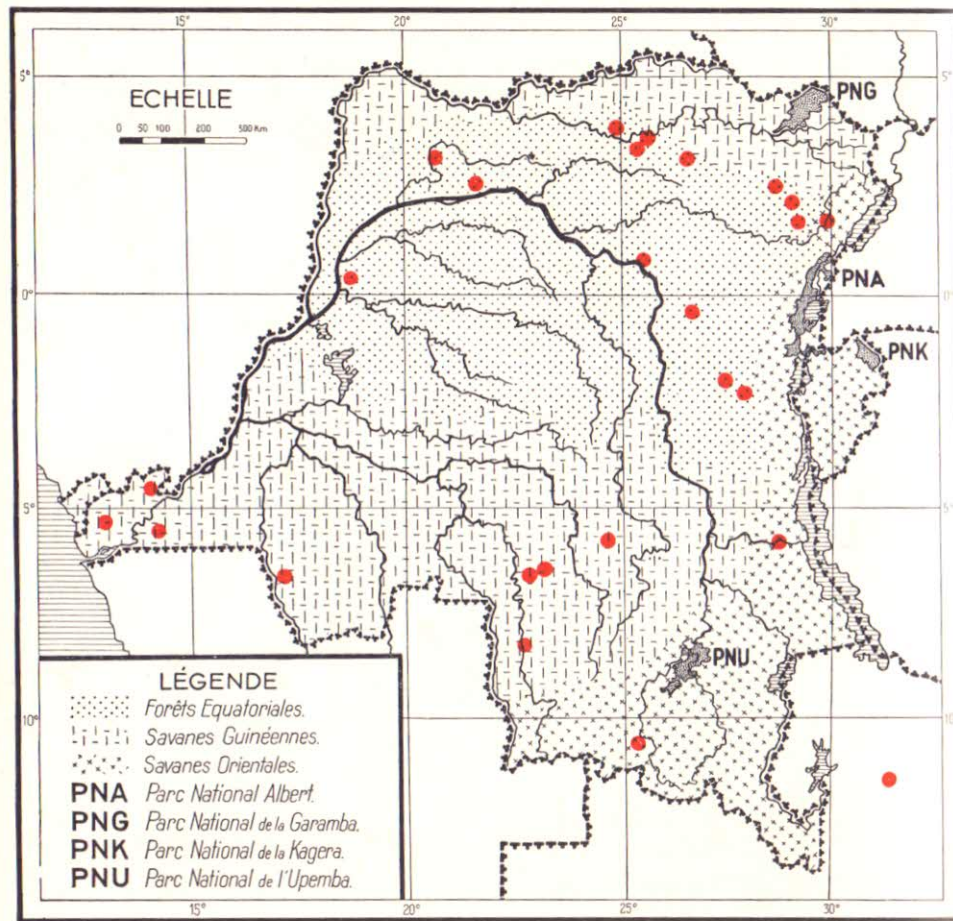 15° 20° 25° 30°
5° 5°
ECHELLE
0 50 100 200 300 Km
PNG
PNA
0° 0°
PNK
5° 5°
PNU
LÉGENDE
Forêts Equatoriales.
Savanes Guinéennes.
Savanes Orientales.
10° 10°
PNA Parc National Albert.
PNG Parc National de la Garamba.
PNK Parc National de la Kagera.
PNU Parc National de l'Upemba.
15° 20° 25° 30°